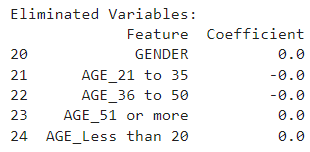 Eliminated Variables:
Feature Coefficient
20 GENDER 0.0
21 AGE_21 to 35 -0.0
22 AGE_36 to 50 -0.0
23 AGE_51 or more 0.0
24 AGE_Less than 20 0.0